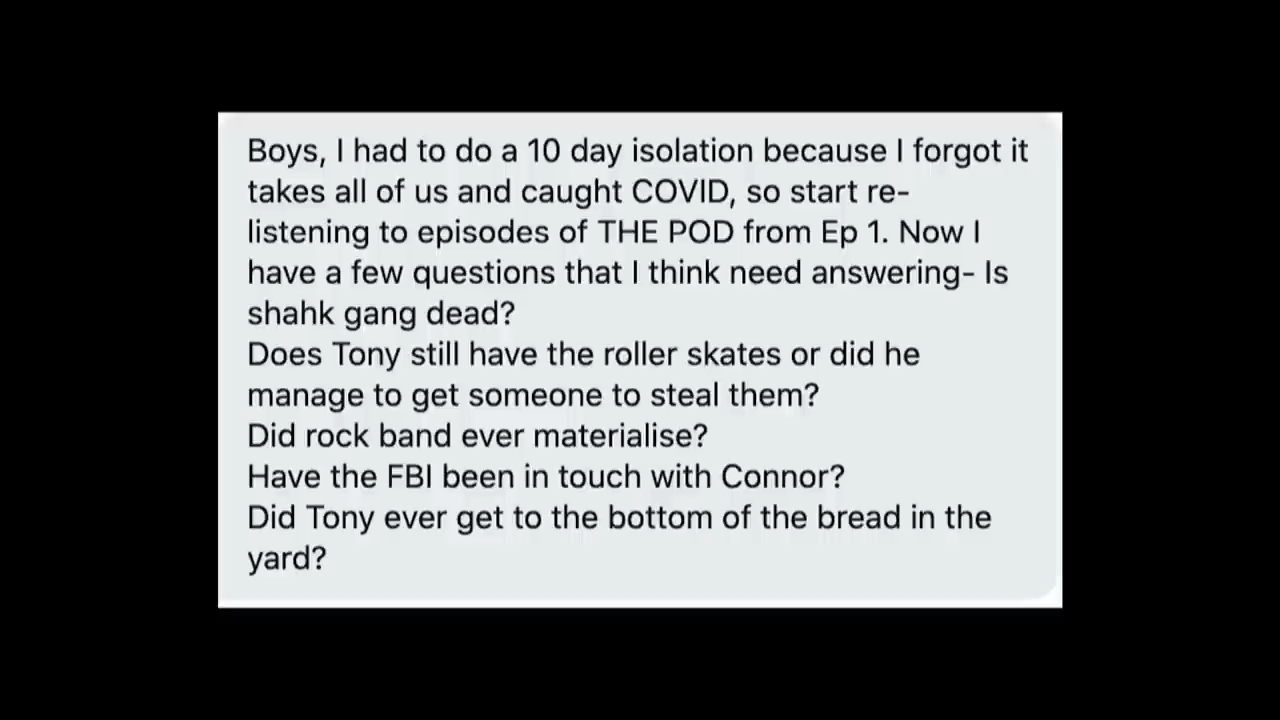 Boys, I had to do a 10 day isolation because I forgot it
takes all of us and caught COVID, so start re-
listening to episodes of THE POD from Ep 1. Now I
have a few questions that I think need answering- Is
shahk gang dead?
Does Tony still have the roller skates or did he
manage to get someone to steal them?
Did rock band ever materialise?
Have the FBI been in touch with Connor?
Did Tony ever get to the bottom of the bread in the
yard?